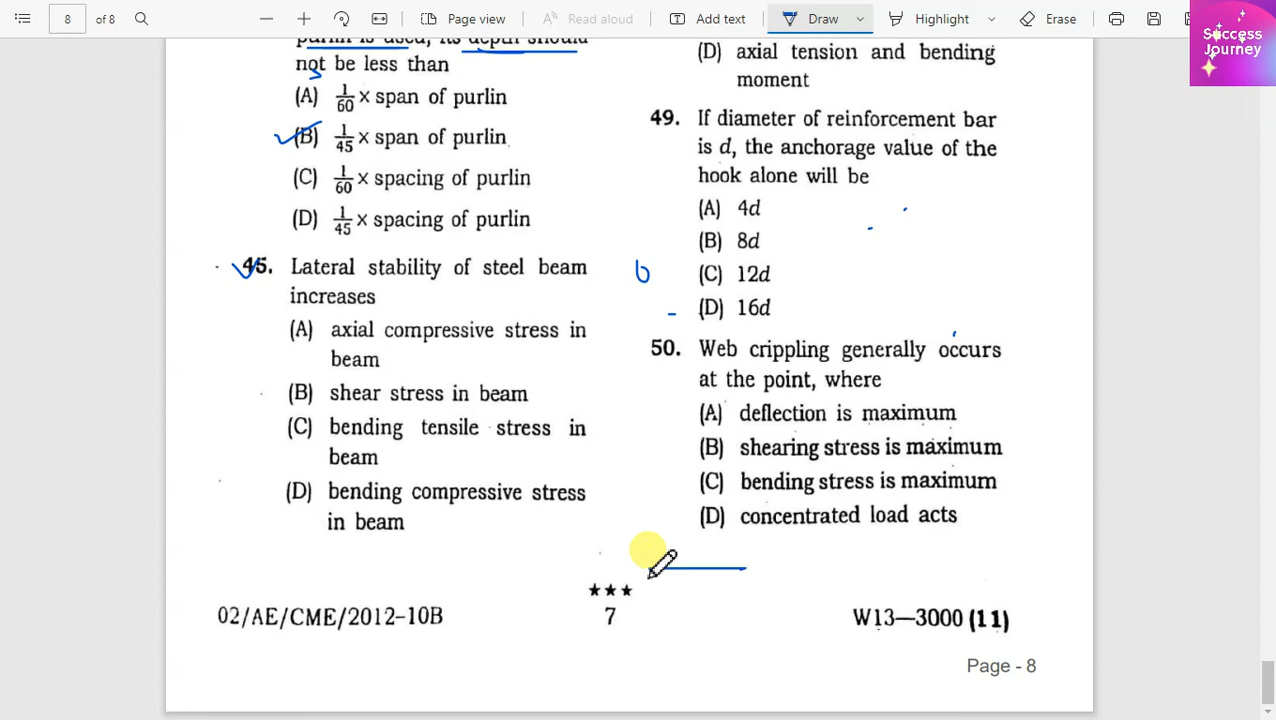 8 of 8 Page view Read aloud Add text Draw Highlight Erase
Success
Journey
purlin is used, its depth should
not be less than
(A) 1/60 × span of purlin
(B) 1/45 × span of purlin
(C) 1/60 × spacing of purlin
(D) 1/45 × spacing of purlin
45. Lateral stability of steel beam
increases
(A) axial compressive stress in
beam
(B) shear stress in beam
(C) bending tensile stress in
beam
(D) bending compressive stress
in beam
(D) axial tension and bending
moment
49. If diameter of reinforcement bar
is d, the anchorage value of the
hook alone will be
(A) 4d
(B) 8d
(C) 12d
(D) 16d
50. Web crippling generally occurs
at the point, where
(A) deflection is maximum
(B) shearing stress is maximum
(C) bending stress is maximum
(D) concentrated load acts
★★★
02/AE/CME/2012-10B 7 W13—3000 (11)
Page - 8